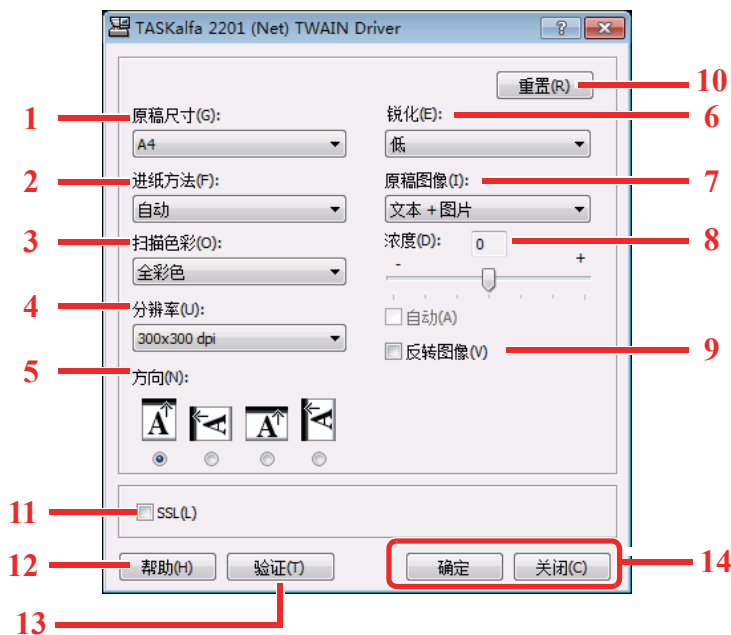 TASKalfa 2201 (Net) TWAIN Driver
重置(R)
10
1
原稿尺寸(G):
A4
锐化(E):
6
低
2
进纸方法(F):
自动
原稿图像(I):
7
文本 + 图片
3
扫描色彩(O):
全彩色
浓度(D):
0
8
-
+
4
分辨率(U):
300x300 dpi
自动(A)
反转图像(V)
9
5
方向(N):
A
A
A
A
11
SSL(L)
12
帮助(H)
验证(T)
确定
关闭(C)
14
13